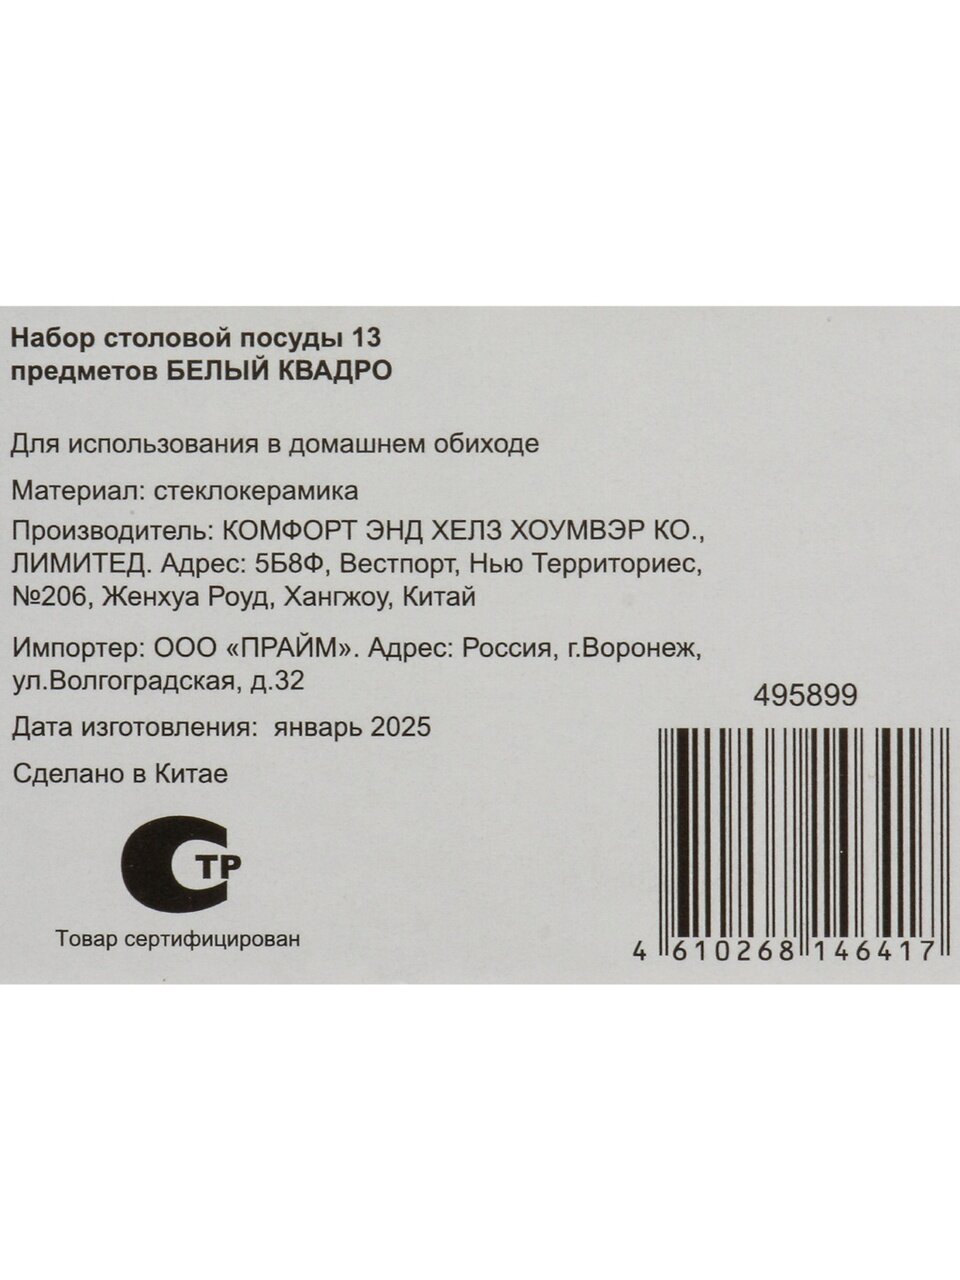 Набор столовой посуды 13
предметов БЕЛЫЙ КВАДРО
Для использования в домашнем обиходе
Материал: стеклокерамика
Производитель: КОМФОРТ ЭНД ХЕЛЗ ХОУМВЭР КО.,
ЛИМИТЕД. Адрес: 5Б8Ф, Вестпорт, Нью Территориес,
№206, Женхуа Роуд, Хангжоу, Китай
Импортер: ООО «ПРАЙМ». Адрес: Россия, г.Воронеж,
ул.Волгоградская, д.32
495899
Дата изготовления:  январь 2025
Сделано в Китае
ТР
Товар сертифицирован
4 610268 146417